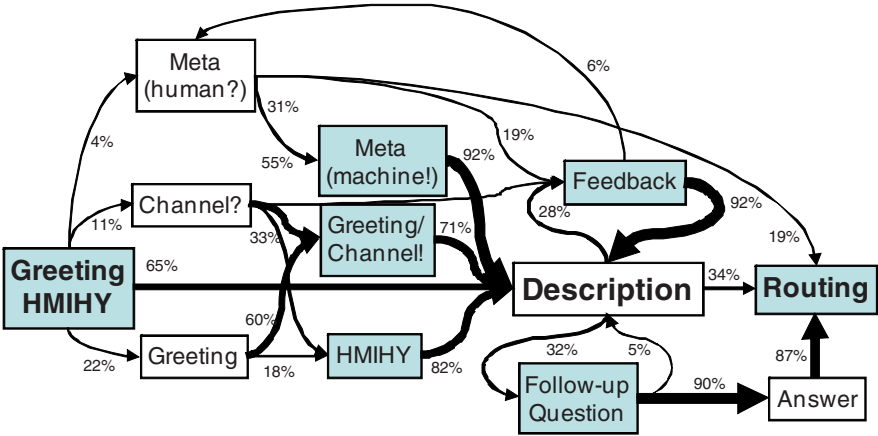 Meta
(human?)
6%
31%
4%
19%
55%
Meta
(machine!)
92%
Feedback
Channel?
11%
33%
Greeting/
Channel!
71%
28%
92%
19%
Greeting
HMIHY
65%
Description
34%
Routing
60%
22%
Greeting
18%
HMIHY
82%
32%
5%
87%
Follow-up
Question
90%
Answer